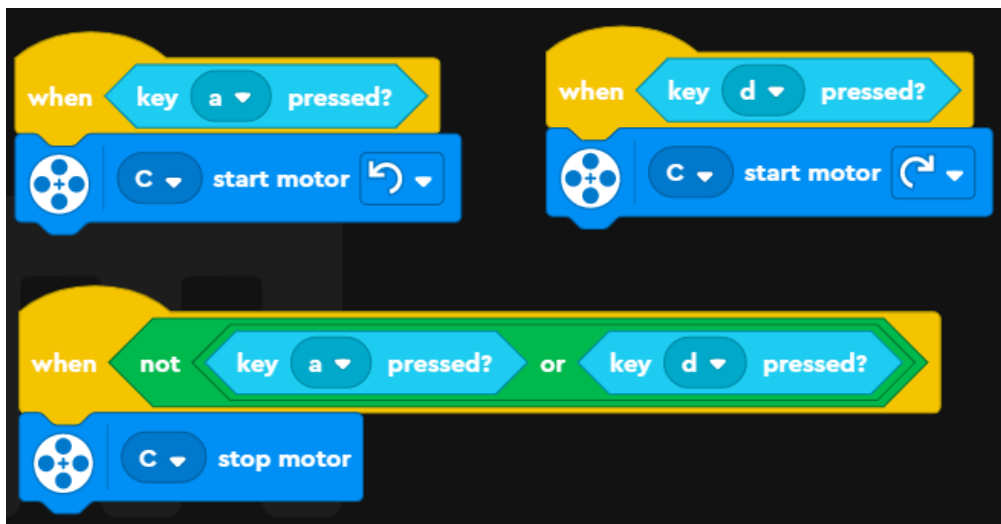 when key a pressed?
C start motor
when key d pressed?
C start motor
when not key a pressed? or key d pressed?
C stop motor